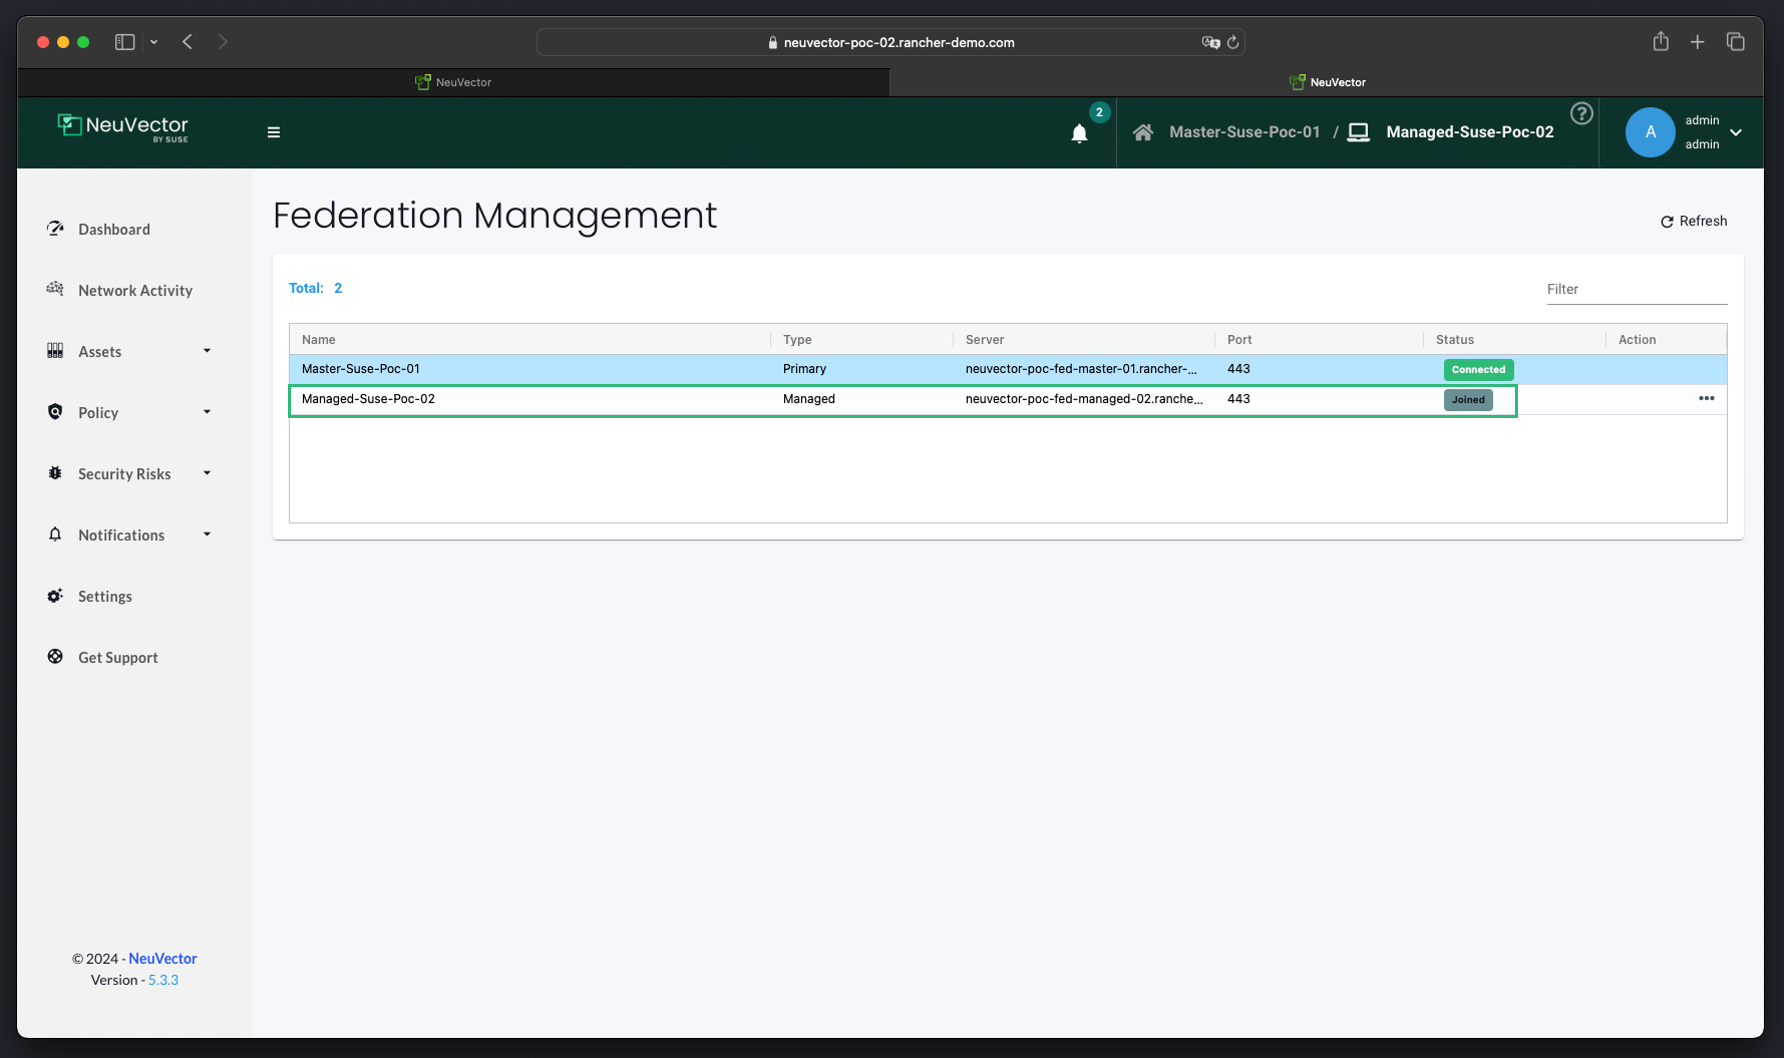 neuvector-poc-02.rancher-demo.com
NeuVector
NeuVector
NeuVector
BY SUSE
2
Master-Suse-Poc-01 / Managed-Suse-Poc-02
?
A
admin
admin
Federation Management
Refresh
Dashboard
Network Activity
Assets
Policy
Security Risks
Notifications
Settings
Get Support
Total: 2
Filter
Name Type Server Port Status Action
Master-Suse-Poc-01 Primary neuvector-poc-fed-master-01.rancher-... 443 Connected
Managed-Suse-Poc-02 Managed neuvector-poc-fed-managed-02.ranche... 443 Joined
© 2024 - NeuVector
Version - 5.3.3